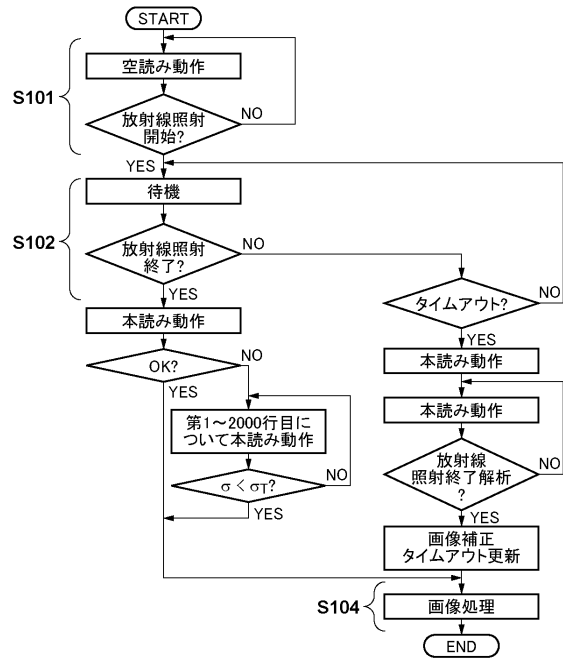 START
空読み動作
S101
放射線照射
開始?
NO
YES
待機
S102
放射線照射
終了?
NO
YES
タイムアウト?
NO
YES
本読み動作
OK?
NO
YES
第1～2000行目に
ついて本読み動作
σ<σT?
NO
YES
本読み動作
本読み動作
放射線
照射終了解析
?
NO
YES
画像補正
タイムアウト更新
S104
画像処理
END